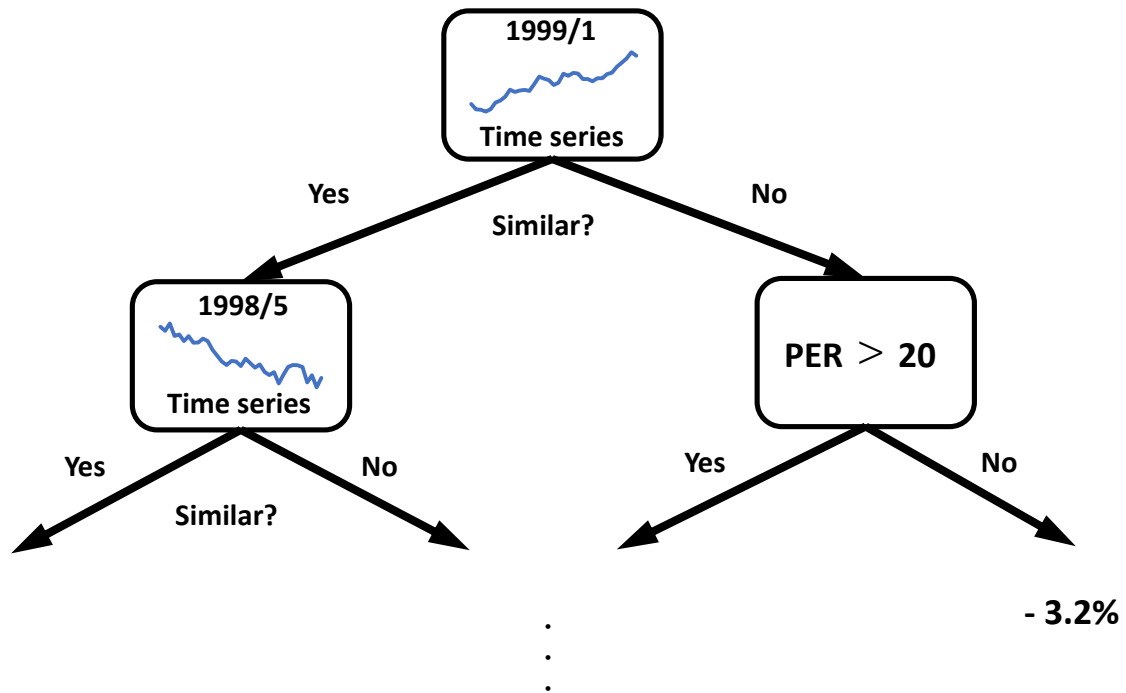 1999/1
Time series
Yes
No
Similar?
1998/5
Time series
PER > 20
Yes
No
Yes
No
Similar?
- 3.2%
.
.
.